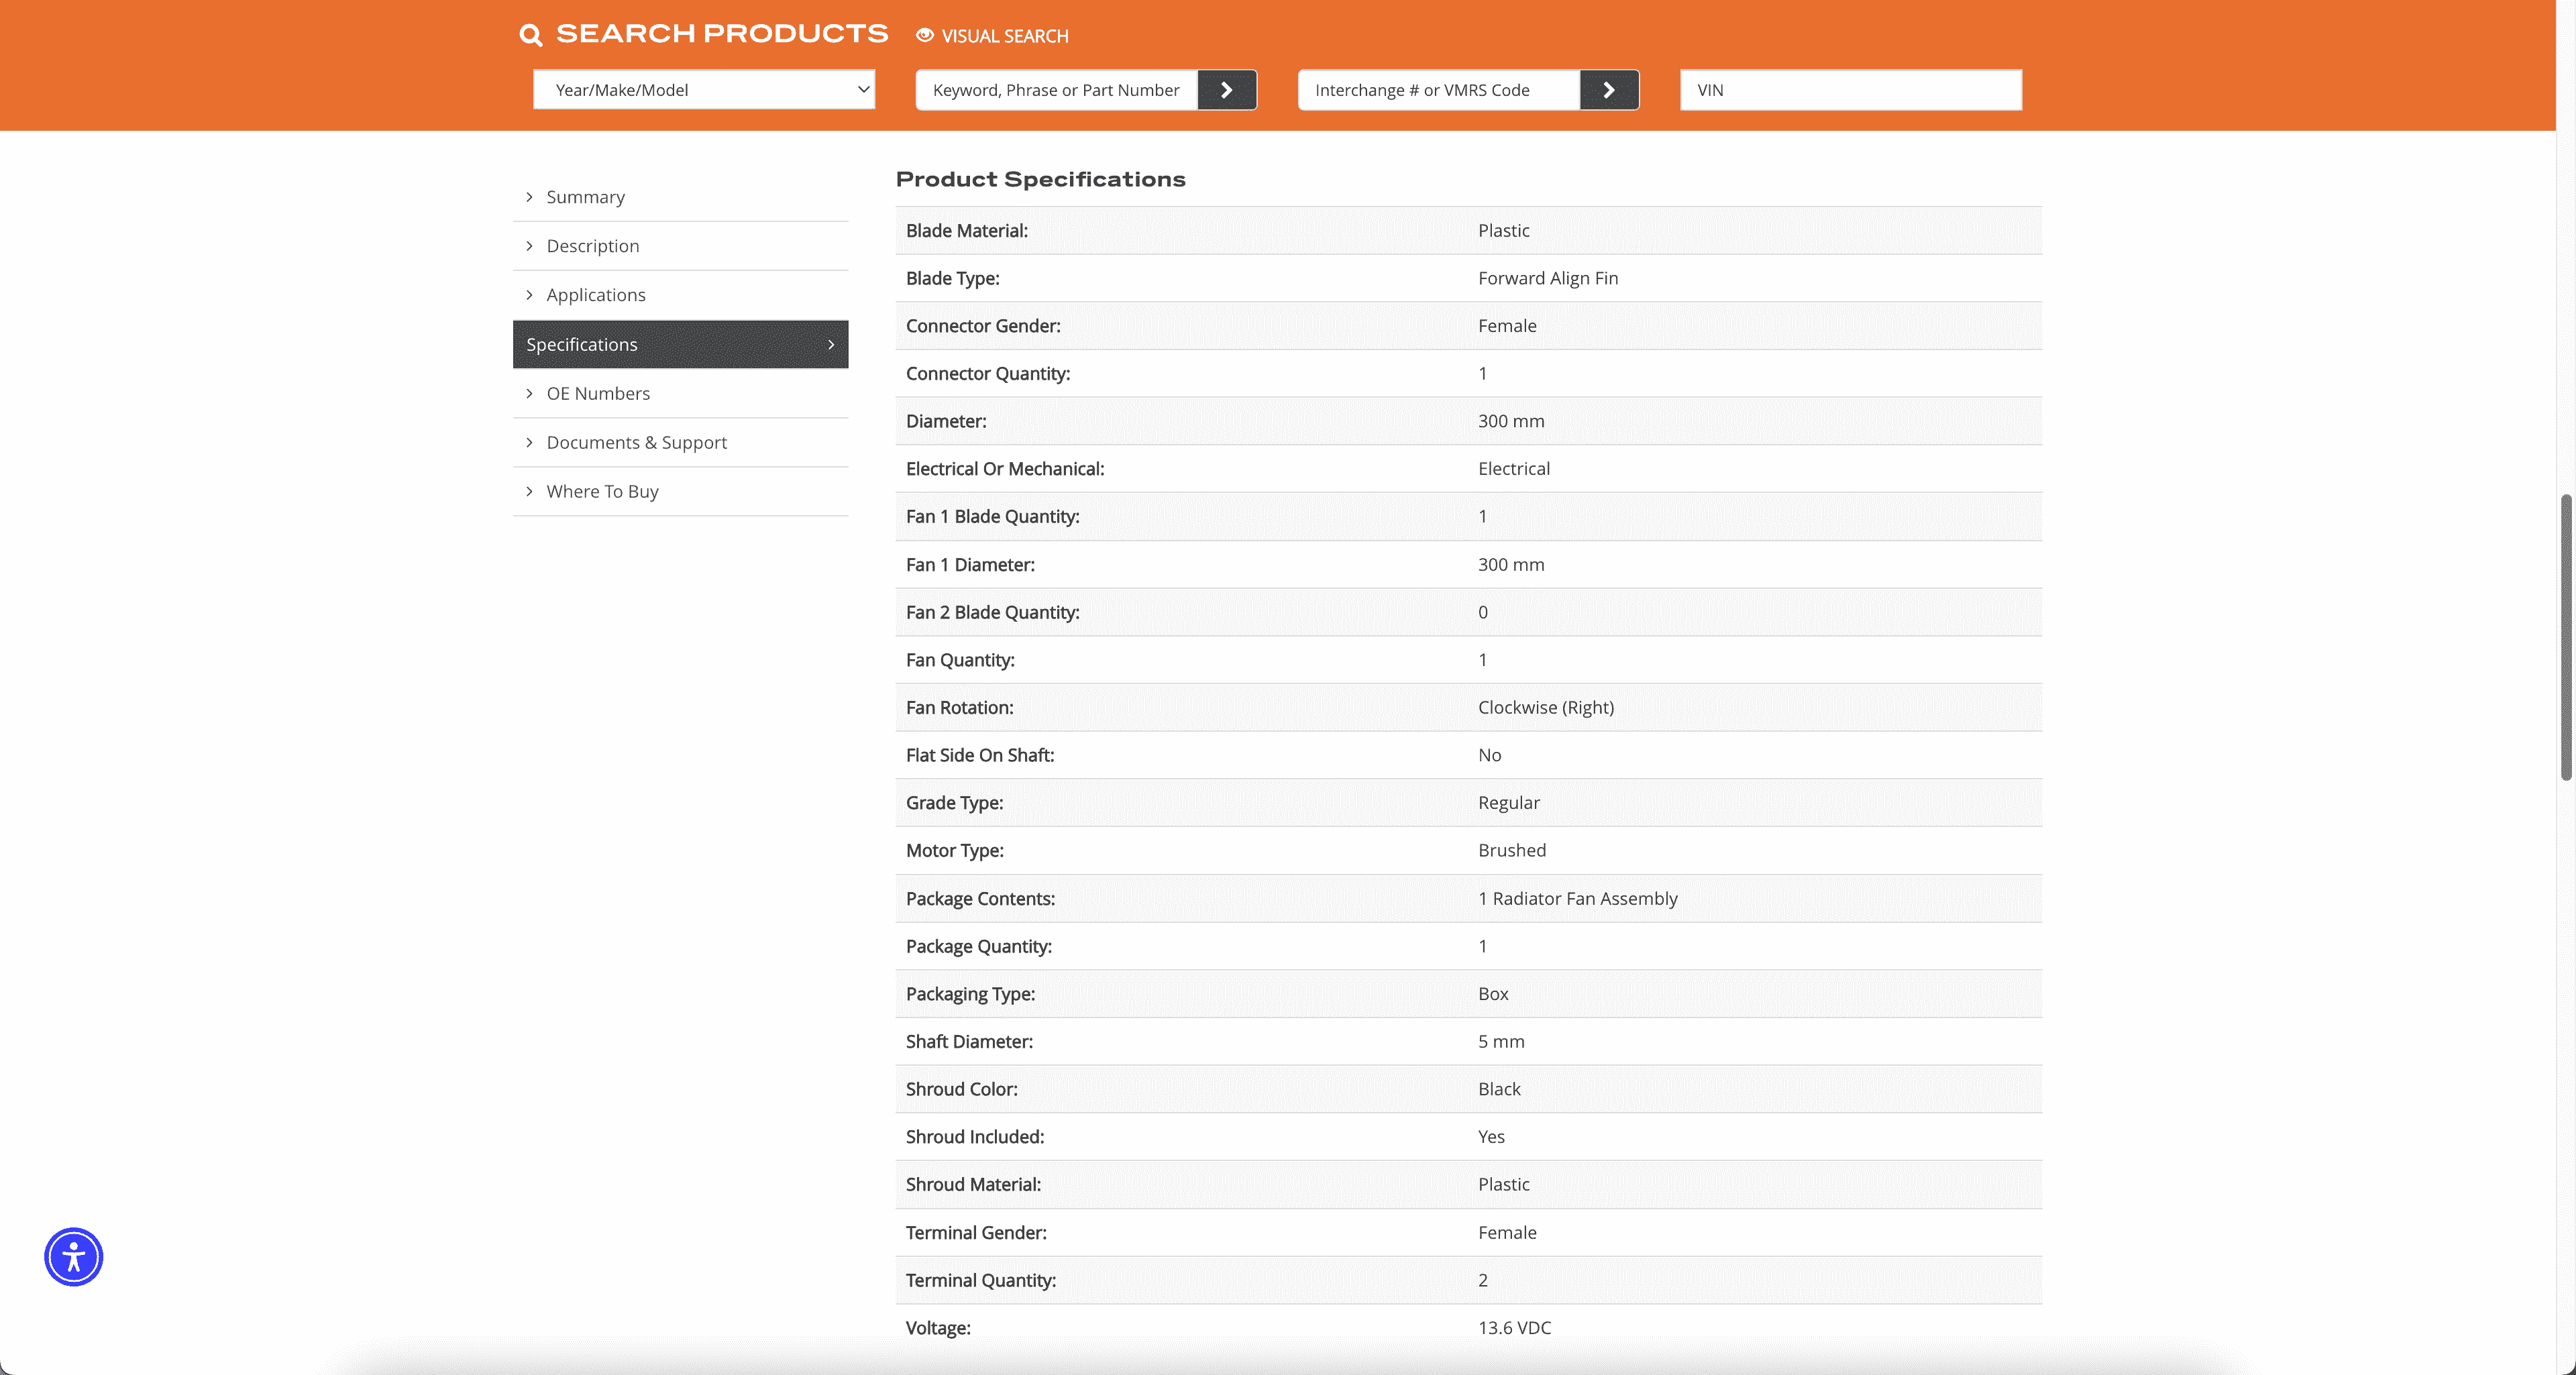 SEARCH PRODUCTS VISUAL SEARCH
Year/Make/Model Keyword, Phrase or Part Number Interchange # or VMRS Code VIN
Summary
Description
Applications
Specifications
OE Numbers
Documents & Support
Where To Buy
Product Specifications
Blade Material: Plastic
Blade Type: Forward Align Fin
Connector Gender: Female
Connector Quantity: 1
Diameter: 300 mm
Electrical Or Mechanical: Electrical
Fan 1 Blade Quantity: 1
Fan 1 Diameter: 300 mm
Fan 2 Blade Quantity: 0
Fan Quantity: 1
Fan Rotation: Clockwise (Right)
Flat Side On Shaft: No
Grade Type: Regular
Motor Type: Brushed
Package Contents: 1 Radiator Fan Assembly
Package Quantity: 1
Packaging Type: Box
Shaft Diameter: 5 mm
Shroud Color: Black
Shroud Included: Yes
Shroud Material: Plastic
Terminal Gender: Female
Terminal Quantity: 2
Voltage: 13.6 VDC